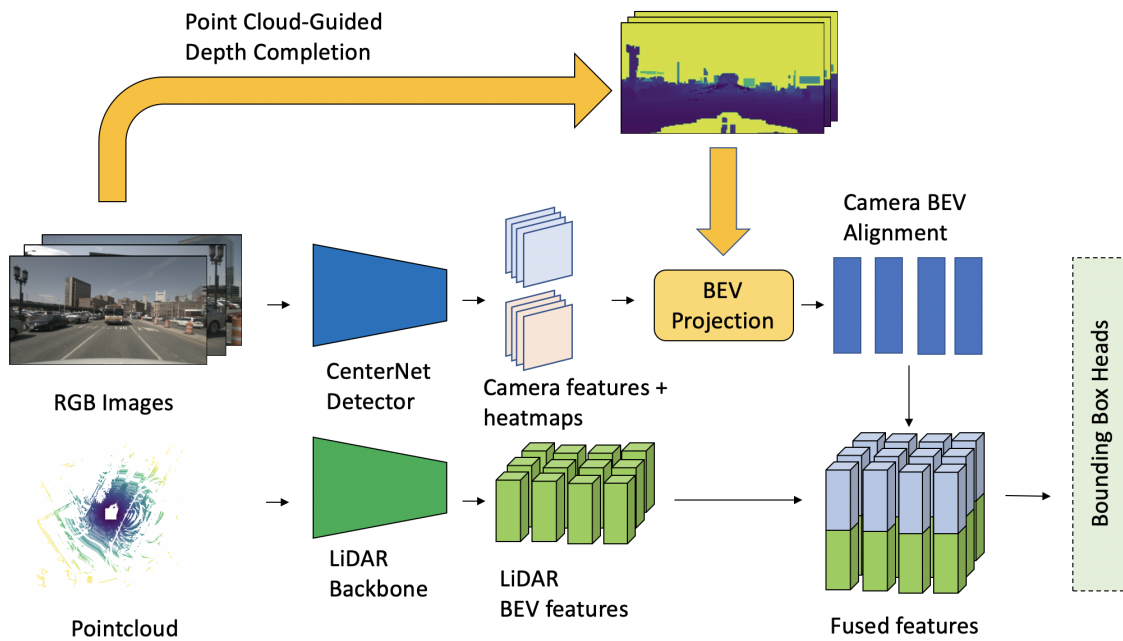 Point Cloud-Guided
Depth Completion
Camera BEV
Alignment
BEV
Projection
CenterNet
Detector
Camera features +
heatmaps
RGB Images
LiDAR
Backbone
LiDAR
BEV features
Pointcloud
Fused features
Bounding Box Heads